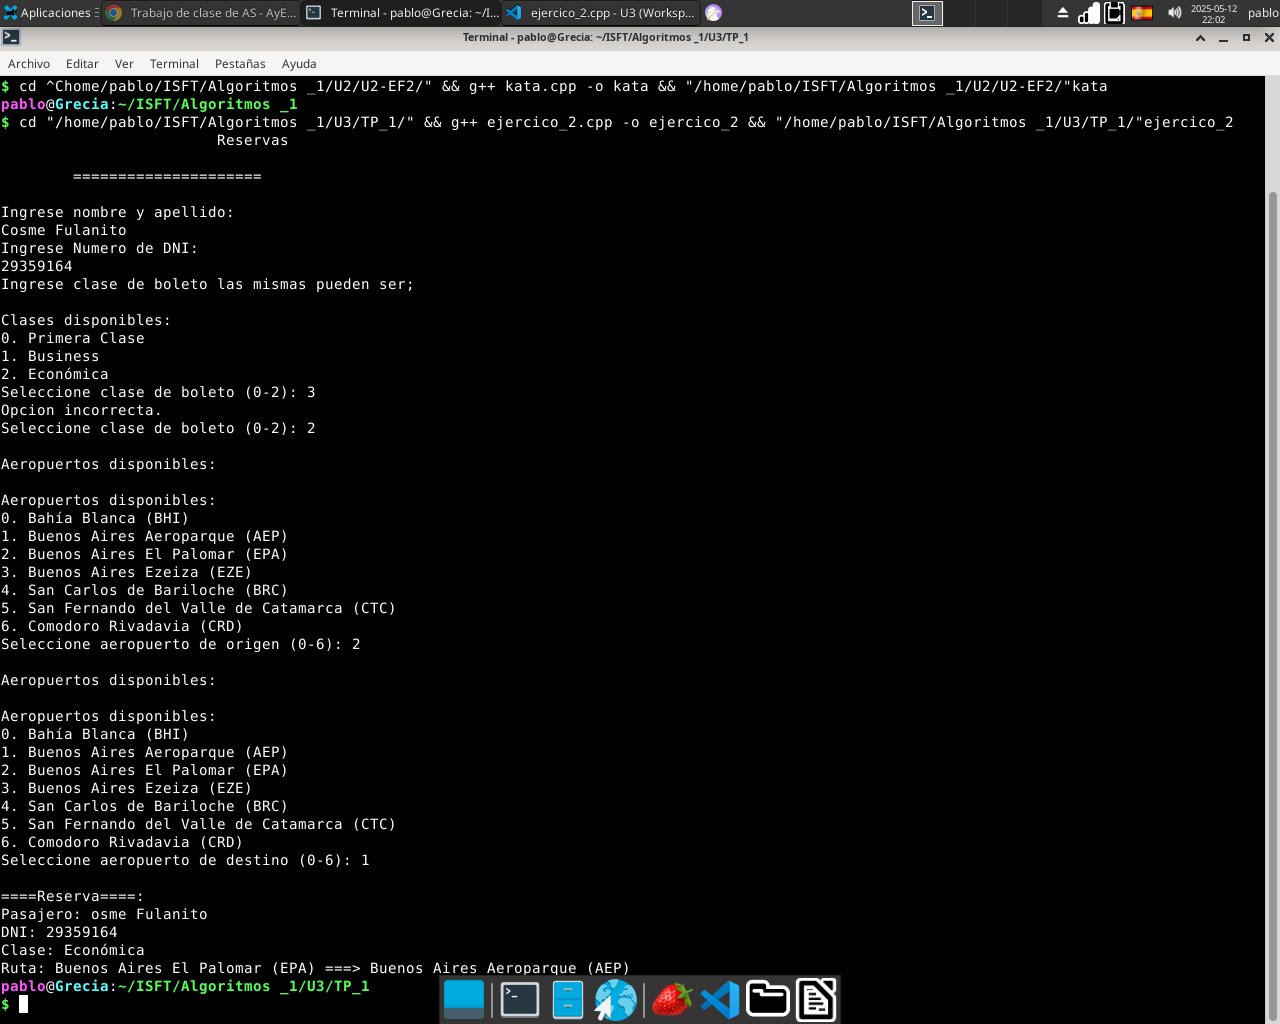 Aplicaciones
Trabajo de clase de AS - AyE...
Terminal - pablo@Grecia: ~/I...
ejercico_2.cpp - U3 (Worksp...
2025-05-12
22:02
pablo
Terminal - pablo@Grecia: ~/ISFT/Algoritmos _1/U3/TP_1
Archivo Editar Ver Terminal Pestañas Ayuda
$ cd ^Chome/pablo/ISFT/Algoritmos _1/U2/U2-EF2/" && g++ kata.cpp -o kata && "/home/pablo/ISFT/Algoritmos _1/U2/U2-EF2/"kata
pablo@Grecia:~/ISFT/Algoritmos _1
$ cd "/home/pablo/ISFT/Algoritmos _1/U3/TP_1/" && g++ ejercico_2.cpp -o ejercico_2 && "/home/pablo/ISFT/Algoritmos _1/U3/TP_1/"ejercico_2
Reservas
=====================
Ingrese nombre y apellido:
Cosme Fulanito
Ingrese Numero de DNI:
29359164
Ingrese clase de boleto las mismas pueden ser;
Clases disponibles:
0. Primera Clase
1. Business
2. Económica
Seleccione clase de boleto (0-2): 3
Opcion incorrecta.
Seleccione clase de boleto (0-2): 2
Aeropuertos disponibles:
Aeropuertos disponibles:
0. Bahía Blanca (BHI)
1. Buenos Aires Aeroparque (AEP)
2. Buenos Aires El Palomar (EPA)
3. Buenos Aires Ezeiza (EZE)
4. San Carlos de Bariloche (BRC)
5. San Fernando del Valle de Catamarca (CTC)
6. Comodoro Rivadavia (CRD)
Seleccione aeropuerto de origen (0-6): 2
Aeropuertos disponibles:
Aeropuertos disponibles:
0. Bahía Blanca (BHI)
1. Buenos Aires Aeroparque (AEP)
2. Buenos Aires El Palomar (EPA)
3. Buenos Aires Ezeiza (EZE)
4. San Carlos de Bariloche (BRC)
5. San Fernando del Valle de Catamarca (CTC)
6. Comodoro Rivadavia (CRD)
Seleccione aeropuerto de destino (0-6): 1
====Reserva====:
Pasajero: osme Fulanito
DNI: 29359164
Clase: Económica
Ruta: Buenos Aires El Palomar (EPA) ===> Buenos Aires Aeroparque (AEP)
pablo@Grecia:~/ISFT/Algoritmos _1/U3/TP_1
$